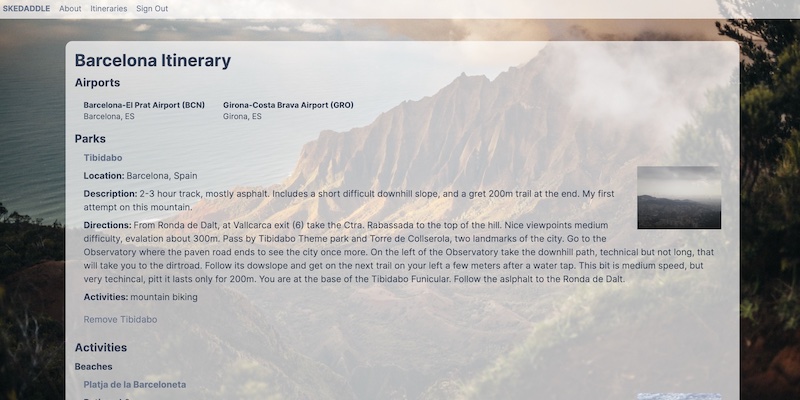 SKEDADDLE About Itineraries Sign Out
Barcelona Itinerary
Airports
Barcelona-El Prat Airport (BCN) Girona-Costa Brava Airport (GRO)
Barcelona, ES Girona, ES
Parks
Tibidabo
Location: Barcelona, Spain
Description: 2-3 hour track, mostly asphalt. Includes a short difficult downhill slope, and a gret 200m trail at the end. My first
attempt on this mountain.
Directions: From Ronda de Dalt, at Vallcarca exit (6) take the Ctra. Rabassada to the top of the hill. Nice viewpoints medium
difficulty, evalation about 300m. Pass by Tibidabo Theme park and Torre de Collserola, two landmarks of the city. Go to the
Observatory where the paven road ends to see the city once more. On the left of the Observatory take the downhill path, technical but not long, that
will take you to the dirtroad. Follow its dowslope and get on the next trail on your left a few meters after a water tap. This bit is medium speed, but
very techincal, pitt it lasts only for 200m. You are at the base of the Tibidabo Funicular. Follow the aslphalt to the Ronda de Dalt.
Activities: mountain biking
Remove Tibidabo
Activities
Beaches
Platja de la Barceloneta